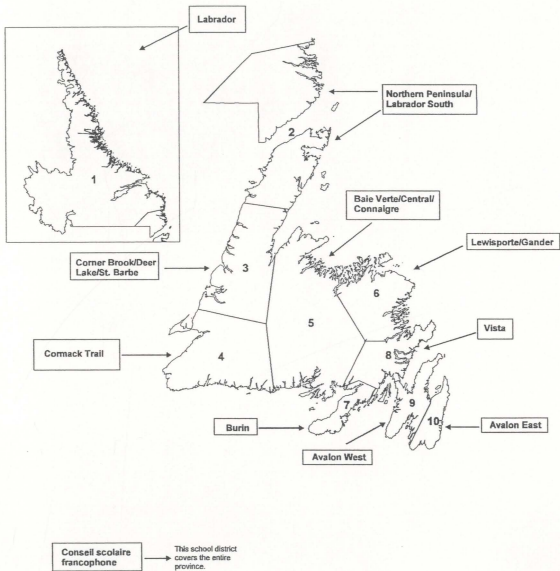 Labrador
1
Northern Peninsula/
Labrador South
2
Baie Verte/Central/
Connaigre
Lewisporte/Gander
Corner Brook/Deer
Lake/St. Barbe
3
6
5
Vista
8
Cormack Trail
4
7
9
10
Burin
Avalon East
Avalon West
Conseil scolaire
francophone
This school district
covers the entire
province.